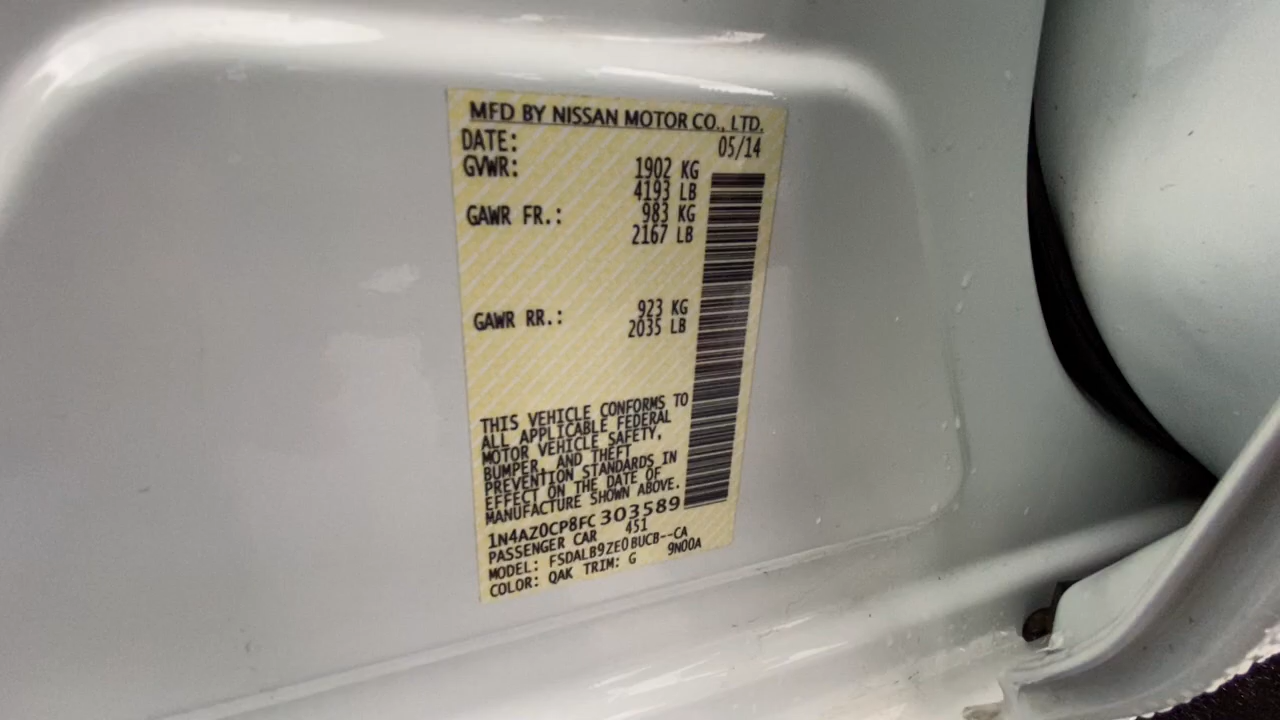 MFD BY NISSAN MOTOR CO., LTD.
DATE: 05/14
GVWR: 1902 KG
4193 LB
GAWR FR.: 983 KG
2167 LB
GAWR RR.: 923 KG
2035 LB
THIS VEHICLE CONFORMS TO
ALL APPLICABLE FEDERAL
MOTOR VEHICLE SAFETY,
BUMPER, AND THEFT
PREVENTION STANDARDS IN
EFFECT ON THE DATE OF
MANUFACTURE SHOWN ABOVE.
1N4AZ0CP8FC 303589
PASSENGER CAR 451
MODEL: FSDALB9ZE0BUCB--CA
COLOR: QAK TRIM: G 9N00A